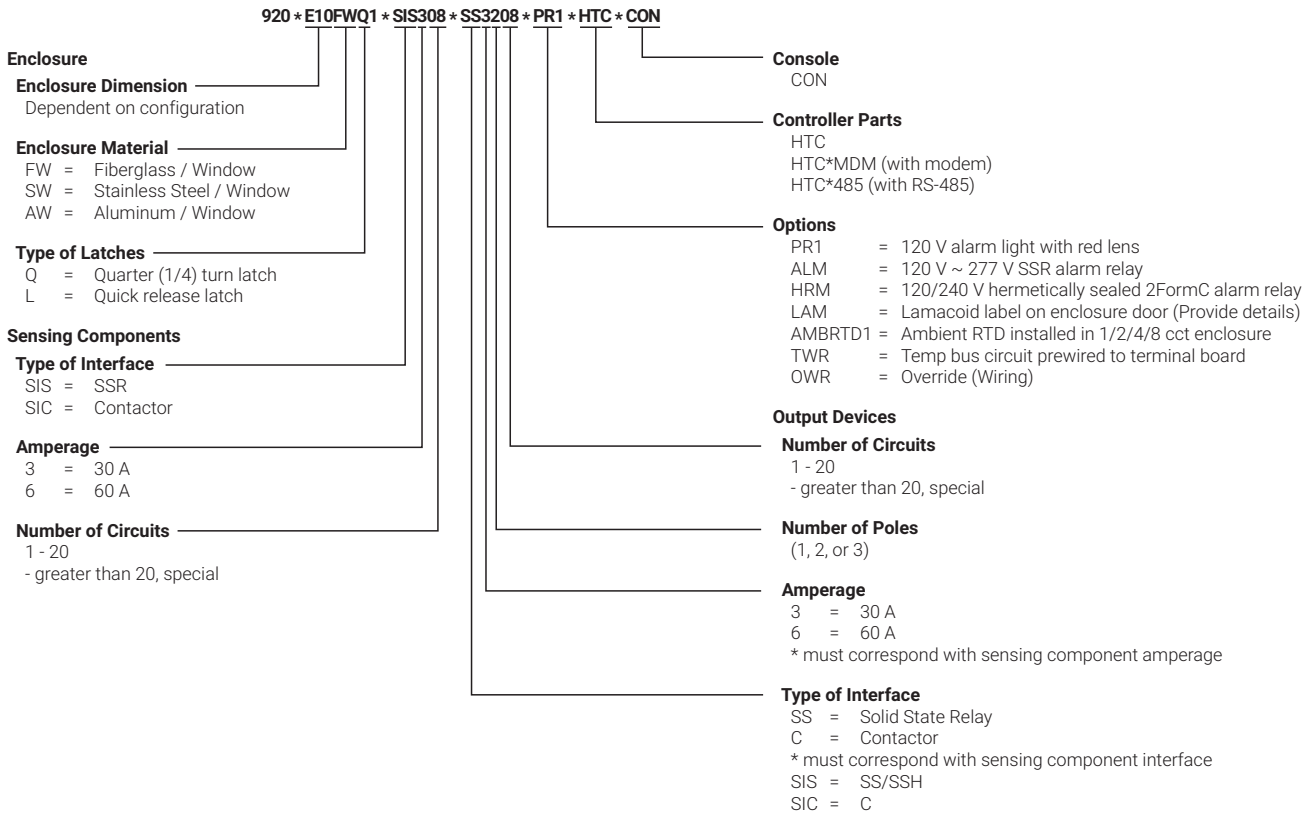 920 * E10FWQ1 * SIS308 * SS3208 * PR1 * HTC * CON
Enclosure
Enclosure Dimension
Dependent on configuration
Enclosure Material
FW = Fiberglass / Window
SW = Stainless Steel / Window
AW = Aluminum / Window
Type of Latches
Q = Quarter (1/4) turn latch
L = Quick release latch
Sensing Components
Type of Interface
SIS = SSR
SIC = Contactor
Amperage
3 = 30 A
6 = 60 A
Number of Circuits
1 - 20
- greater than 20, special
Console
CON
Controller Parts
HTC
HTC*MDM (with modem)
HTC*485 (with RS-485)
Options
PR1 = 120 V alarm light with red lens
ALM = 120 V ~ 277 V SSR alarm relay
HRM = 120/240 V hermetically sealed 2FormC alarm relay
LAM = Lamacoid label on enclosure door (Provide details)
AMBRTD1 = Ambient RTD installed in 1/2/4/8 cct enclosure
TWR = Temp bus circuit prewired to terminal board
OWR = Override (Wiring)
Output Devices
Number of Circuits
1 - 20
- greater than 20, special
Number of Poles
(1, 2, or 3)
Amperage
3 = 30 A
6 = 60 A
* must correspond with sensing component amperage
Type of Interface
SS = Solid State Relay
C = Contactor
* must correspond with sensing component interface
SIS = SS/SSH
SIC = C